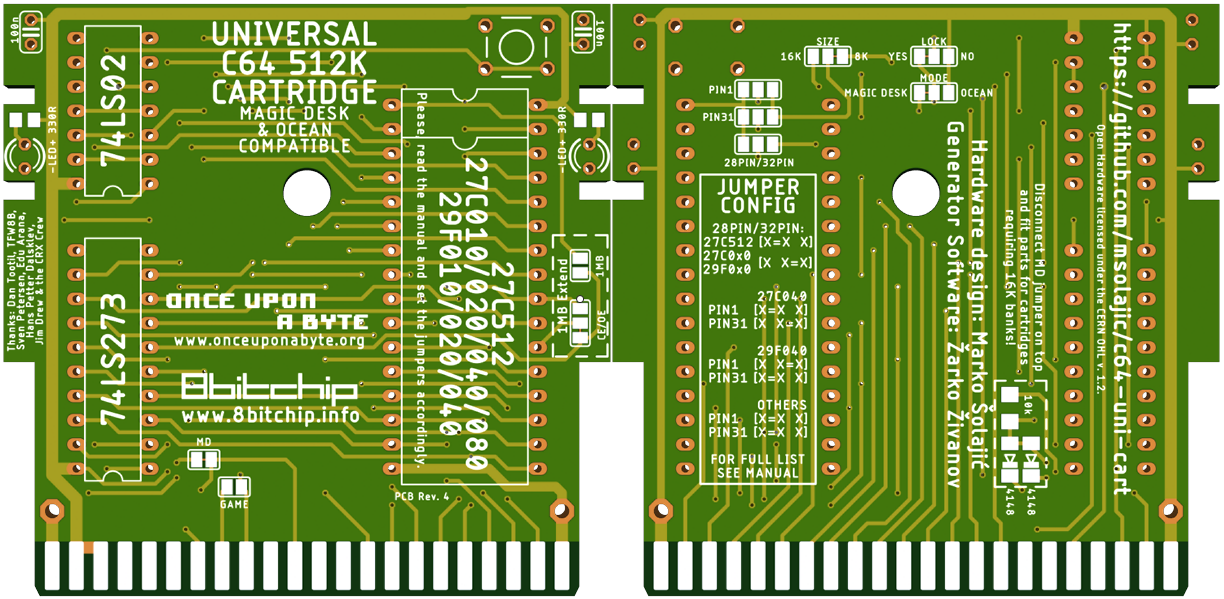 100n
UNIVERSAL
C64 512K
CARTRIDGE
MAGIC DESK
& OCEAN
COMPATIBLE
100n
-LED+ 330R
-LED+ 330R
74LS02
Please, read the manual and set the jumpers accordingly.
27C512
27C010/020/040/080
29F010/020/040
Thanks: Dan Tootil, TFW8B,
Sven Petersen, Edu Arana,
Hans Petter Dalsklev,
Jim Drew & the CRX Crew
74LS273
ONCE UPON
A BYTE
www.onceuponabyte.org
8bitchip
www.8bitchip.info
1MB Extend
1MB
CE/OE
MD
GAME
PCB Rev. 4
SIZE
16K
8K
LOCK
YES
NO
MODE
MAGIC DESK
OCEAN
PIN1
PIN31
28PIN/32PIN
JUMPER
CONFIG
28PIN/32PIN:
27C512 [X=X X]
27C0x0
29F0x0 [X X=X]
27C040
PIN1 [X=X X]
PIN31 [X X=X]
29F040
PIN1 [X X=X]
PIN31 [X=X X]
OTHERS
PIN1 [X=X X]
PIN31 [X=X X]
FOR FULL LIST
SEE MANUAL
https://github.com/msolajic/c64-uni-cart
Open Hardware licensed under the CERN OHL v. 1.2.
Disconnect MD jumper on top
and fit parts for cartridges
requiring 16K banks!
Hardware design: Marko Šolajić
Generator Software: Žarko Živanov
10k
4148
4148